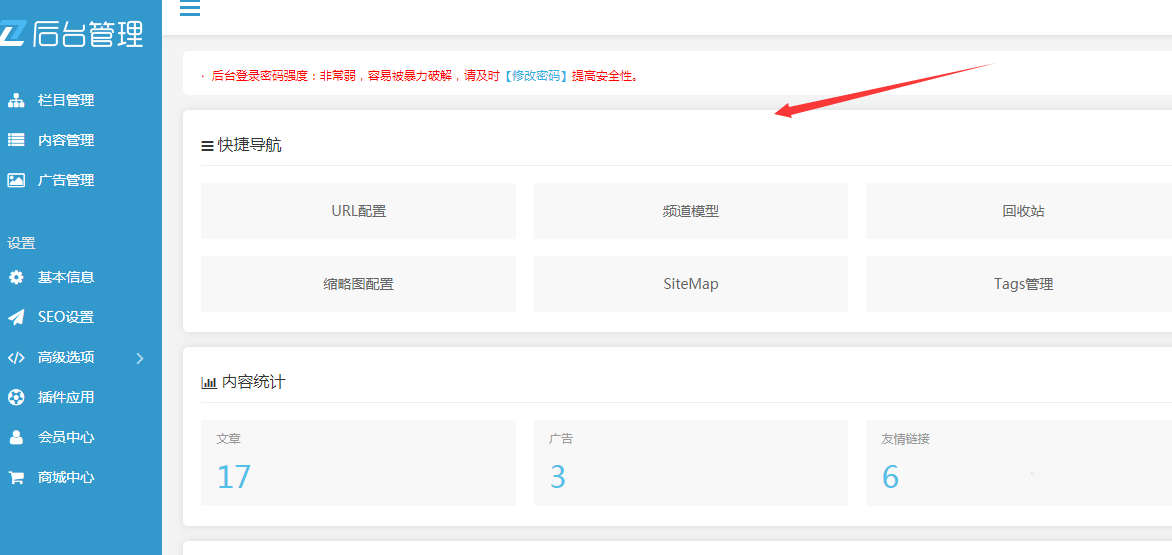 后台管理
栏目管理
内容管理
广告管理
设置
基本信息
SEO设置
高级选项
插件应用
会员中心
商城中心
后台登录密码强度：非常弱，容易被暴力破解，请及时【修改密码】提高安全性。
快捷导航
URL配置 频道模型 回收站
缩略图配置 SiteMap Tags管理
内容统计
文章 广告 友情链接
17 3 6